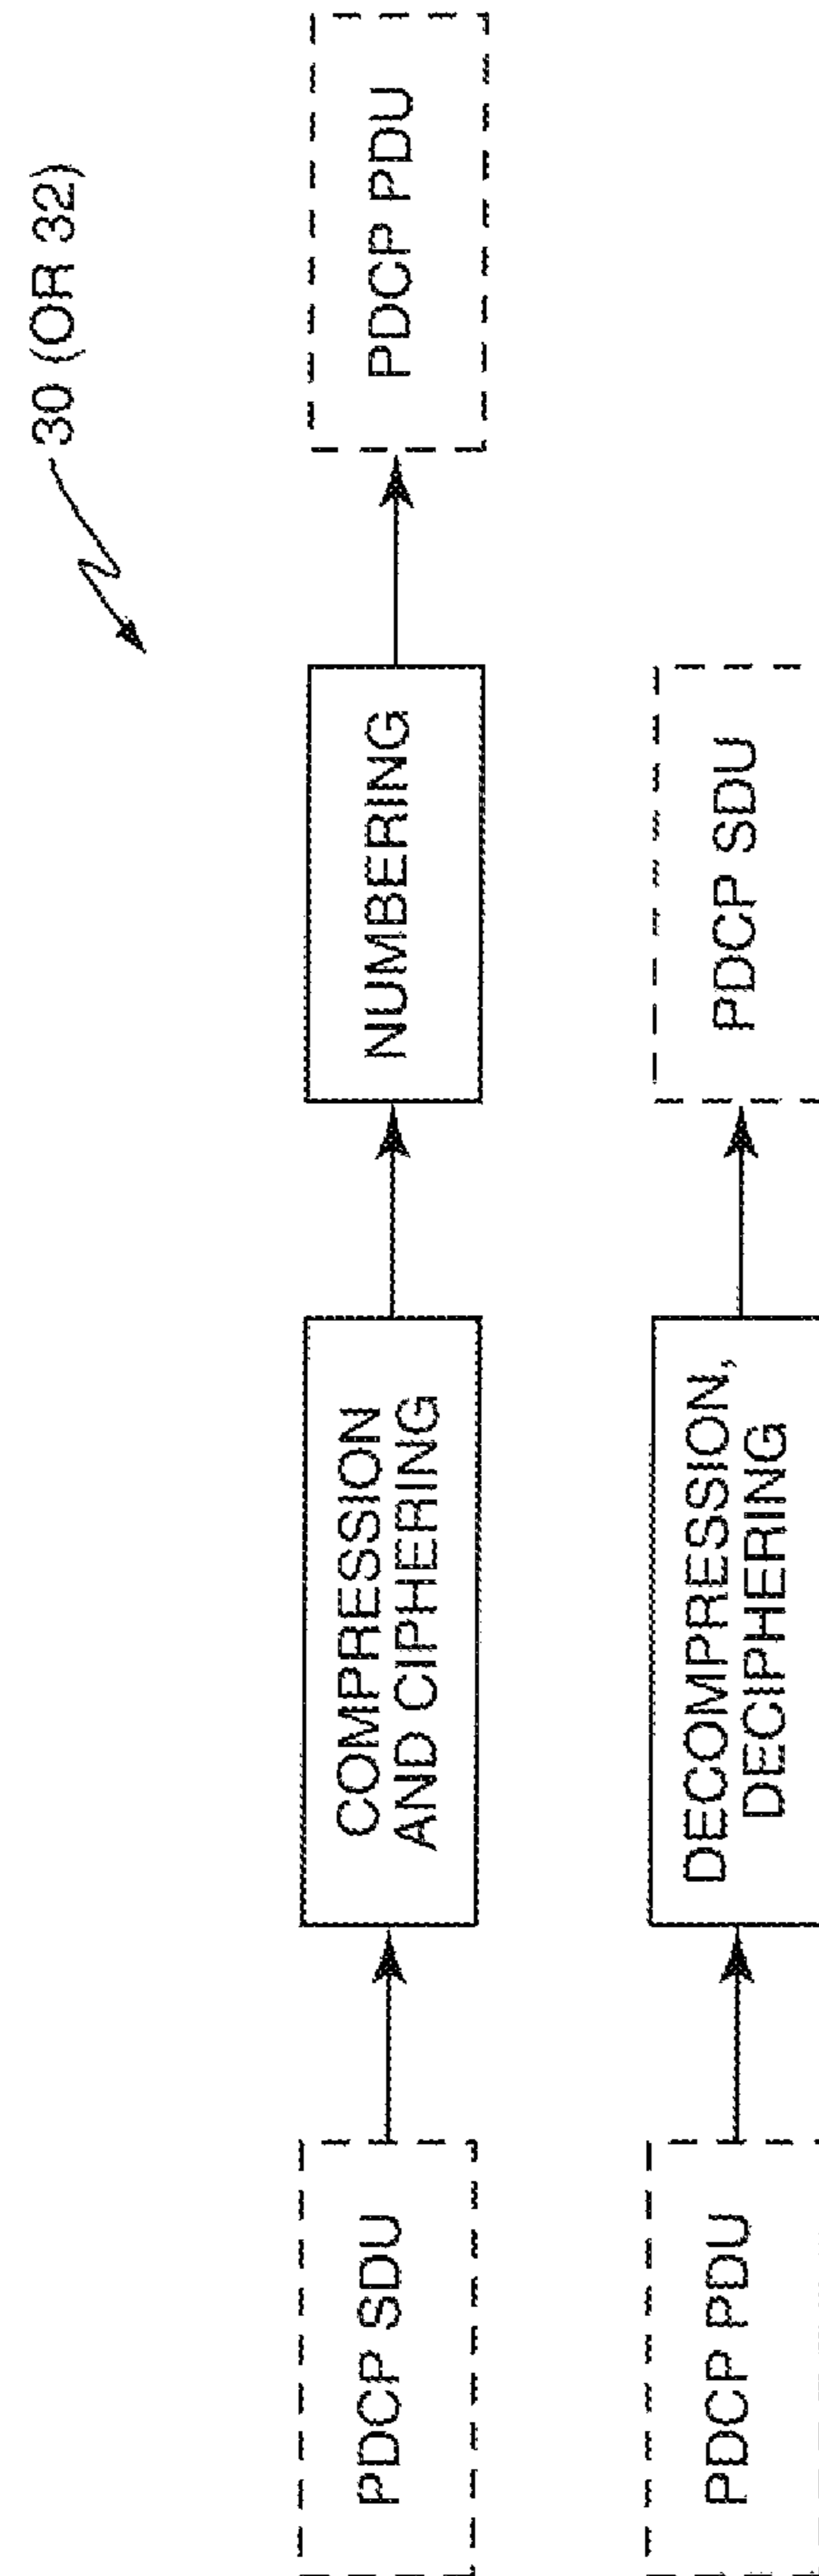 30 (OR 32)
PDCP SDU
COMPRESSION
AND CIPHERING
NUMBERING
PDCP PDU
PDCP PDU
DECOMPRESSION,
DECIPHERING
PDCP SDU